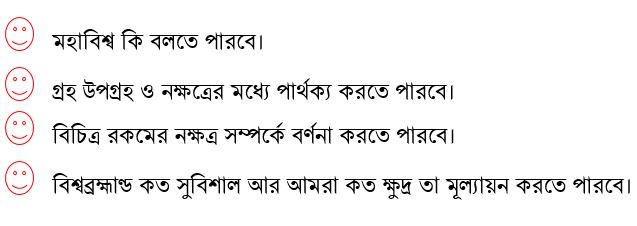 মহাবিশ্ব কি বলতে পারবে।
গ্রহ উপগ্রহ ও নক্ষত্রের মধ্যে পার্থক্য করতে পারবে।
বিচিত্র রকমের নক্ষত্র সম্পর্কে বর্ণনা করতে পারবে।
বিশ্বব্রহ্মাণ্ড কত সুবিশাল আর আমরা কত ক্ষুদ্র তা মূল্যায়ন করতে পারবে।